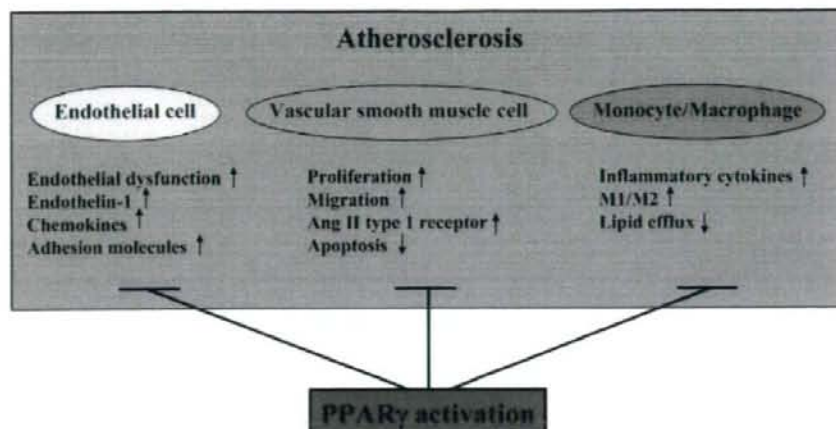 Atherosclerosis
Endothelial cell
Vascular smooth muscle cell
Monocyte/Macrophage
Endothelial dysfunction ↑
Endothelin-1 ↑
Chemokines ↑
Adhesion molecules ↑
Proliferation ↑
Migration ↑
Ang II type 1 receptor ↑
Apoptosis ↓
Inflammatory cytokines ↑
M1/M2 ↑
Lipid efflux ↓
PPARγ activation